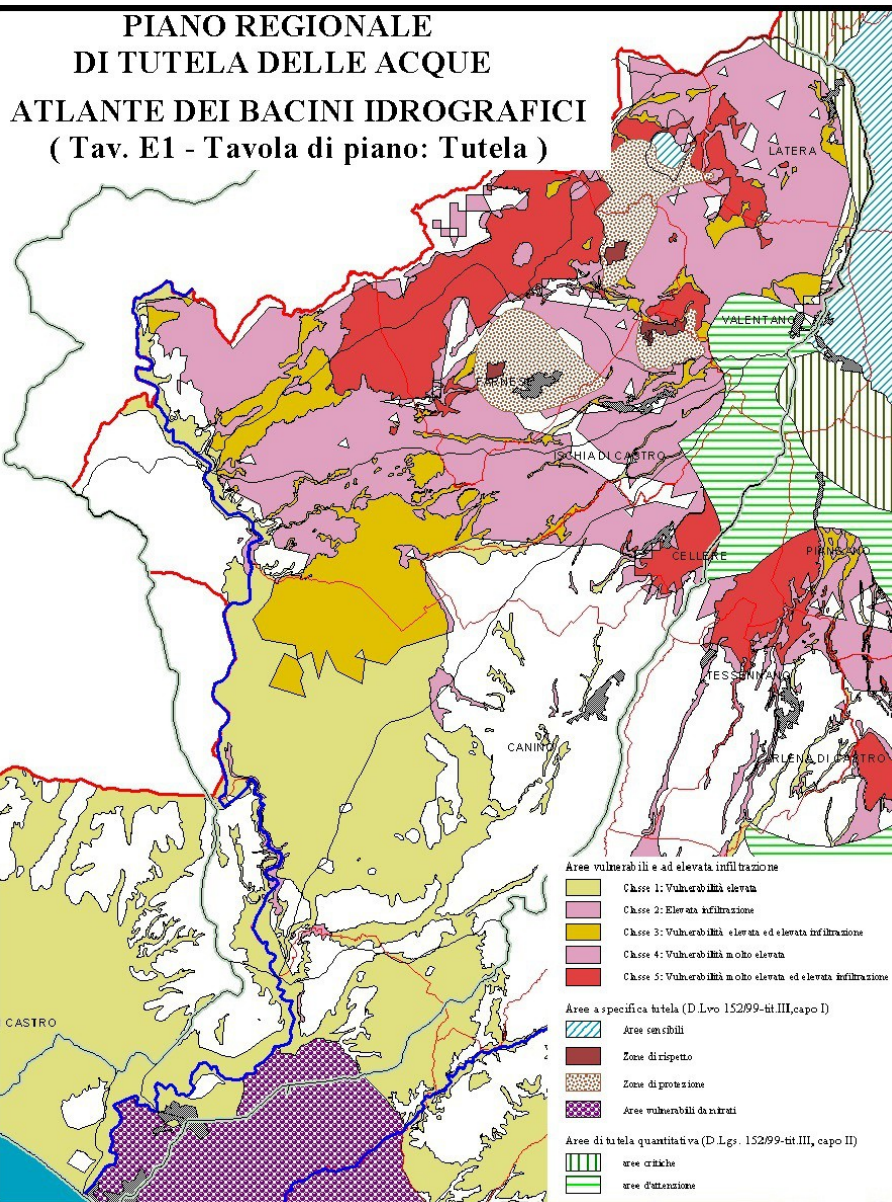 PIANO REGIONALE
DI TUTELA DELLE ACQUE
ATLANTE DEI BACINI IDROGRAFICI
( Tav. E1 - Tavola di piano: Tutela )
LATERA
VALENTANO
FARNESE
ISCHIA DI CASTRO
CELLERE
PIANSANO
TESSENNANO
CANINO
ARLENA DI CASTRO
I CASTRO
Aree vulnerabili e ad elevata infiltrazione
Classe 1: Vulnerabilità elevata
Classe 2: Elevata infiltrazione
Classe 3: Vulnerabilità elevata ed elevata infiltrazione
Classe 4: Vulnerabilità molto elevata
Classe 5: Vulnerabilità molto elevata ed elevata infiltrazione
Aree a specifica tutela (D.Lvo 152/99-tit.III,capo I)
Aree sensibili
Zone di rispetto
Zone di protezione
Aree vulnerabili da nitrati
Aree di tutela quantitativa (D.Lgs. 152/99-tit.III, capo II)
aree critiche
aree d'attenzione